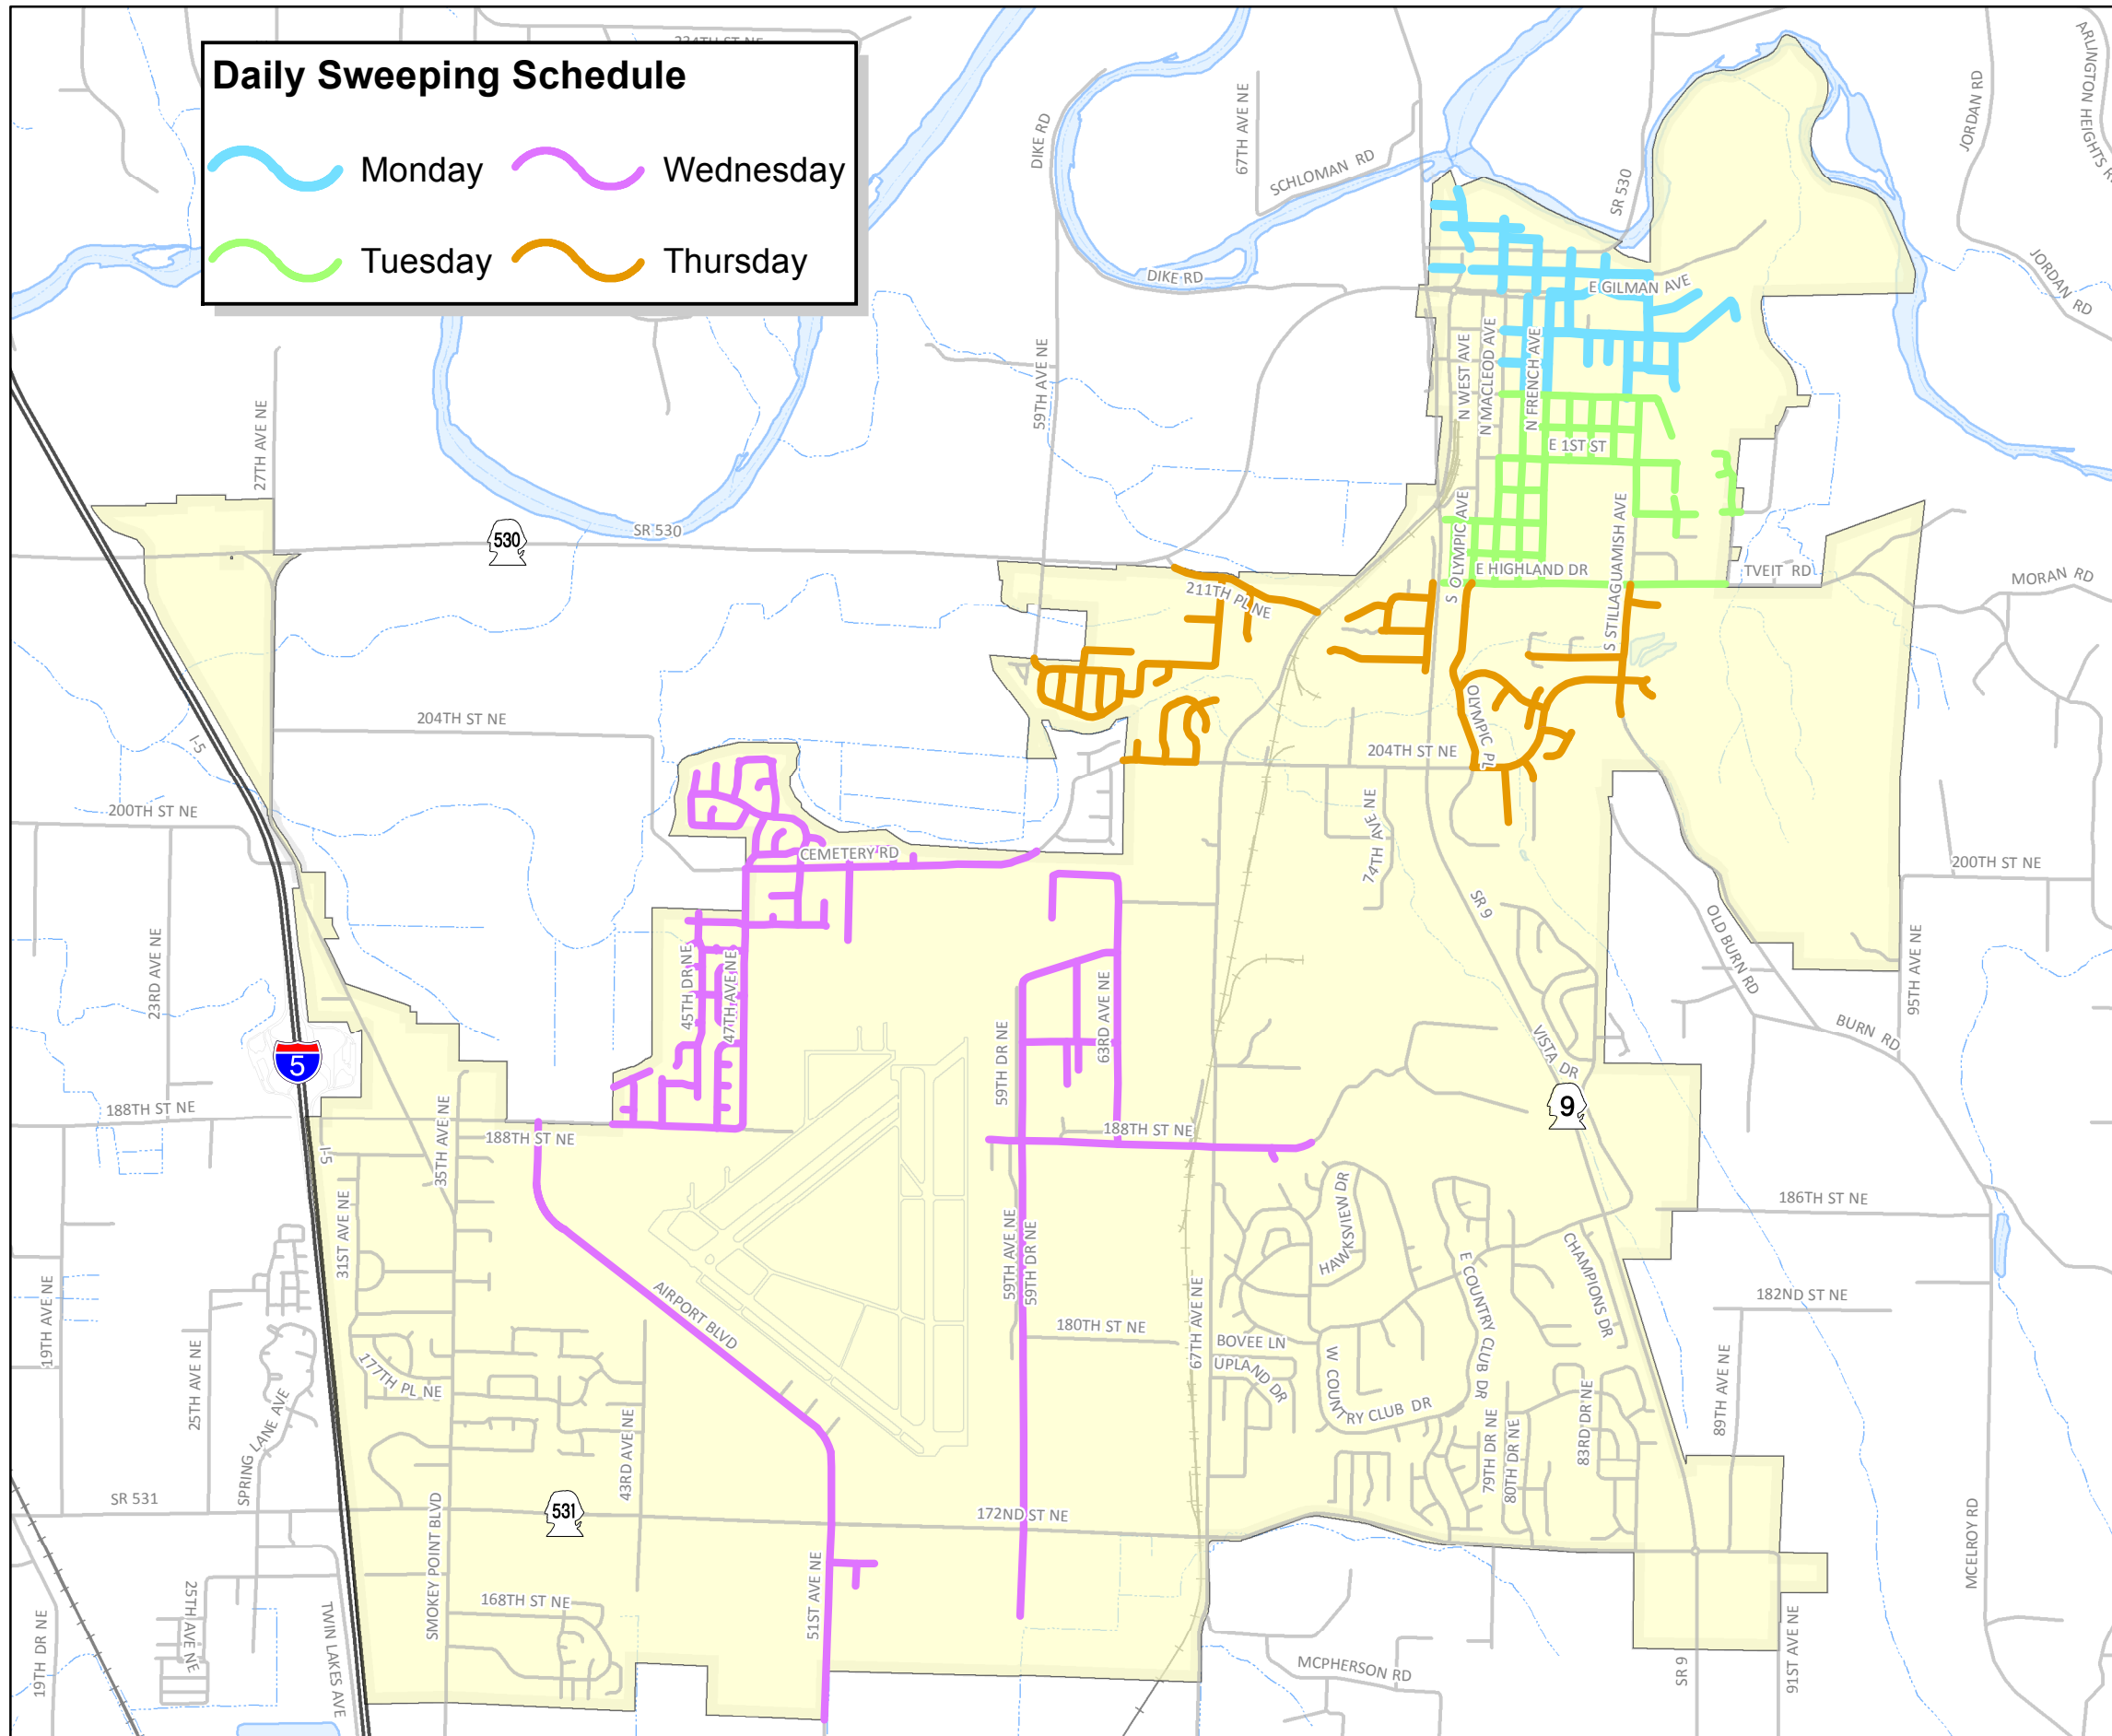 224TH ST NE
Daily Sweeping Schedule
Monday
Wednesday
Tuesday
Thursday
DIKE RD
67TH AVE NE
SCHLOMAN RD
SR 530
JORDAN RD
ARLINGTON HEIGHTS R
DIKE RD
E GILMAN AVE
JORDAN RD
N WEST AVE
N MACLEOD AVE
N FRENCH AVE
59TH AVE NE
27TH AVE NE
E 1ST ST
530
SR 530
S OLYMPIC AVE
S STILLAGUAMISH AVE
E HIGHLAND DR
TVEIT RD
MORAN RD
211TH PL NE
204TH ST NE
I-5
OLYMPIC PL
204TH ST NE
200TH ST NE
74TH AVE NE
CEMETERY RD
200TH ST NE
SR 9
OLD BURN RD
23RD AVE NE
45TH DR NE
47TH AVE NE
63RD AVE NE
59TH DR NE
95TH AVE NE
BURN RD
VISTA DR
5
9
188TH ST NE
188TH ST NE
188TH ST NE
35TH AVE NE
I-5
31ST AVE NE
186TH ST NE
HAWKSVIEW DR
59TH AVE NE
59TH DR NE
CHAMPIONS DR
E COUNTRY CLUB DR
19TH AVE NE
AIRPORT BLVD
67TH AVE NE
182ND ST NE
180TH ST NE
BOVEE LN
UPLAND DR
W COUNTRY CLUB DR
25TH AVE NE
177TH PL NE
89TH AVE NE
SPRING LANE AVE
43RD AVE NE
79TH DR NE
80TH DR NE
83RD DR NE
SR 531
531
172ND ST NE
SMOKEY POINT BLVD
MCELROY RD
168TH ST NE
51ST AVE NE
25TH AVE NE
19TH DR NE
TWIN LAKES AVE
MCPHERSON RD
SR 9
91ST AVE NE